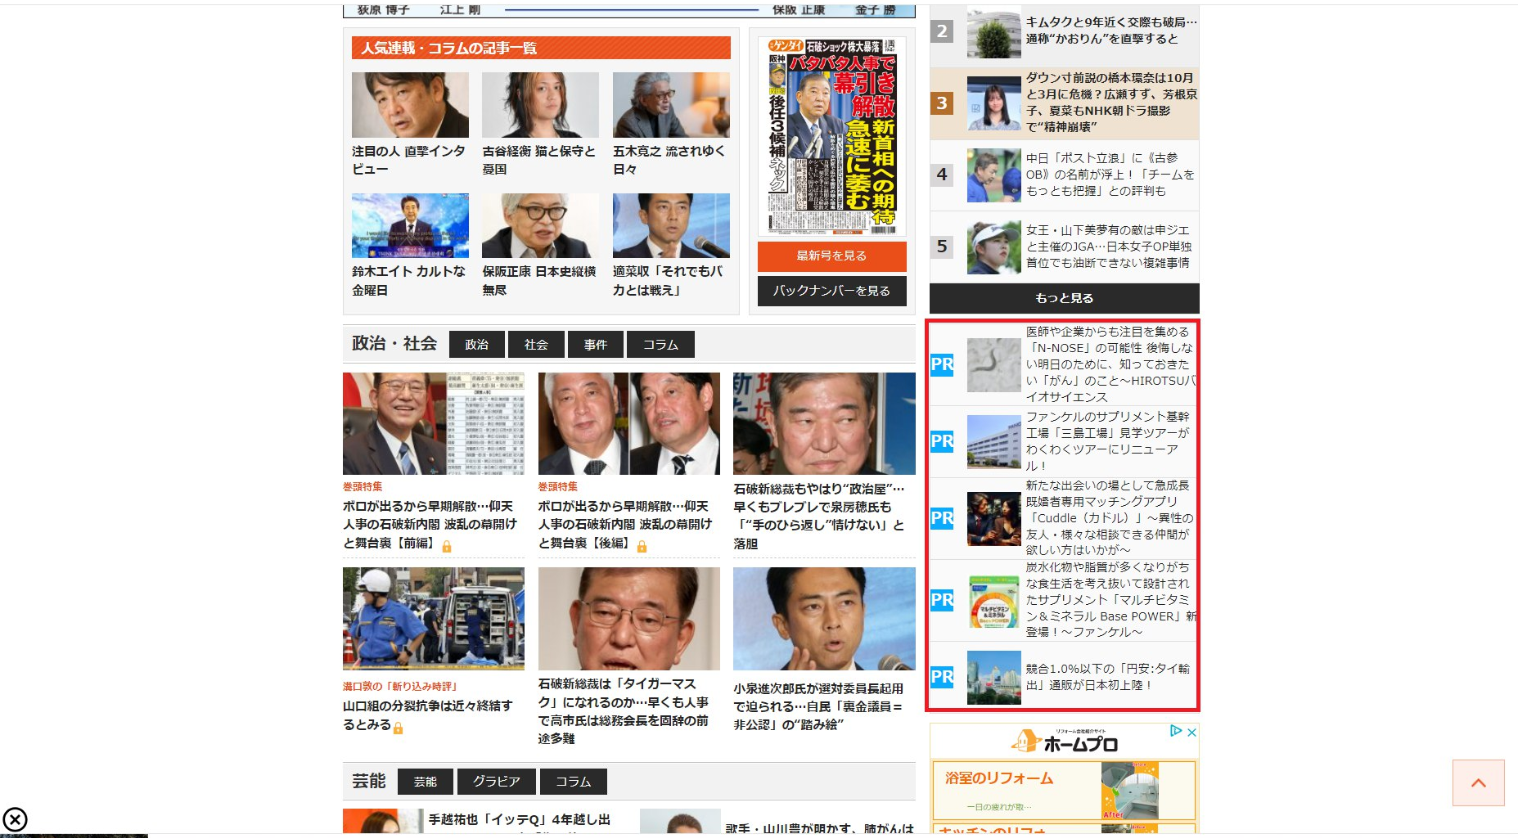 荻原 博子
江上 剛
保阪 正康
金子 勝
人気連載・コラムの記事一覧
注目の人 直撃インタ
ビュー
古谷経衡 猫と保守と
憂国
五木寛之 流されゆく
日々
鈴木エイト カルトな
金曜日
保阪正康 日本史縦横
無尽
適菜収「それでもバ
カとは戦え」
ゲンダイ
石破ショック株大暴落
バタバタ人事で
幕引き
解散
新首相への期待
急速に萎む
阪神
後任3候補
ネック
最新号を見る
バックナンバーを見る
2
キムタクと9年近く交際も破局…
通称“かおりん”を直撃すると
3
ダウン寸前説の橋本環奈は10月
と3月に危機？広瀬すず、芳根京
子、夏菜もNHK朝ドラ撮影
で“精神崩壊”
4
中日「ポスト立浪」に《古参
OB》の名前が浮上！「チームを
もっとも把握」との評判も
5
女王・山下美夢有の敵は申ジエ
と主催のJGA…日本女子OP単独
首位でも油断できない複雑事情
もっと見る
PR
医師や企業からも注目を集める
「N-NOSE」の可能性 後悔しな
い明日のために、知っておきた
い「がん」のこと～HIROTSUバ
イオサイエンス
PR
ファンケルのサプリメント基幹
工場「三島工場」見学ツアーが
わくわくツアーにリニューア
ル！
PR
新たな出会いの場として急成長
既婚者専用マッチングアプリ
「Cuddle（カドル）」～異性の
友人・様々な相談できる仲間が
欲しい方はいかが～
PR
炭水化物や脂質が多くなりがち
な食生活を考え抜いて設計され
たサプリメント「マルチビタミ
ン＆ミネラル Base POWER」新
登場！～ファンケル～
マルチビタミン
&ミネラル
PR
競合1.0%以下の「円安:タイ輸
出」通販が日本初上陸！
政治・社会
政治
社会
事件
コラム
巻頭特集
ボロが出るから早期解散…仰天
人事の石破新内閣 波乱の幕開け
と舞台裏【前編】
巻頭特集
ボロが出るから早期解散…仰天
人事の石破新内閣 波乱の幕開け
と舞台裏【後編】
石破新総裁もやはり“政治屋”…
早くもブレブレで泉房穂氏も
「“手のひら返し”情けない」と
落胆
溝口敦の「斬り込み時評」
山口組の分裂抗争は近々終結す
るとみる
石破新総裁は「タイガーマス
ク」になれるのか…早くも人事
で高市氏は総務会長を固辞の前
途多難
小泉進次郎氏が選対委員長起用
で迫られる…自民「裏金議員＝
非公認」の“踏み絵”
リフォーム会社紹介サイト
ホームプロ
浴室のリフォーム
一日の疲れが取…
After
キッチンのリフォ
芸能
芸能
グラビア
コラム
手越祐也「イッテQ」4年越し出
歌手・山川豊が明かす、肺がんは